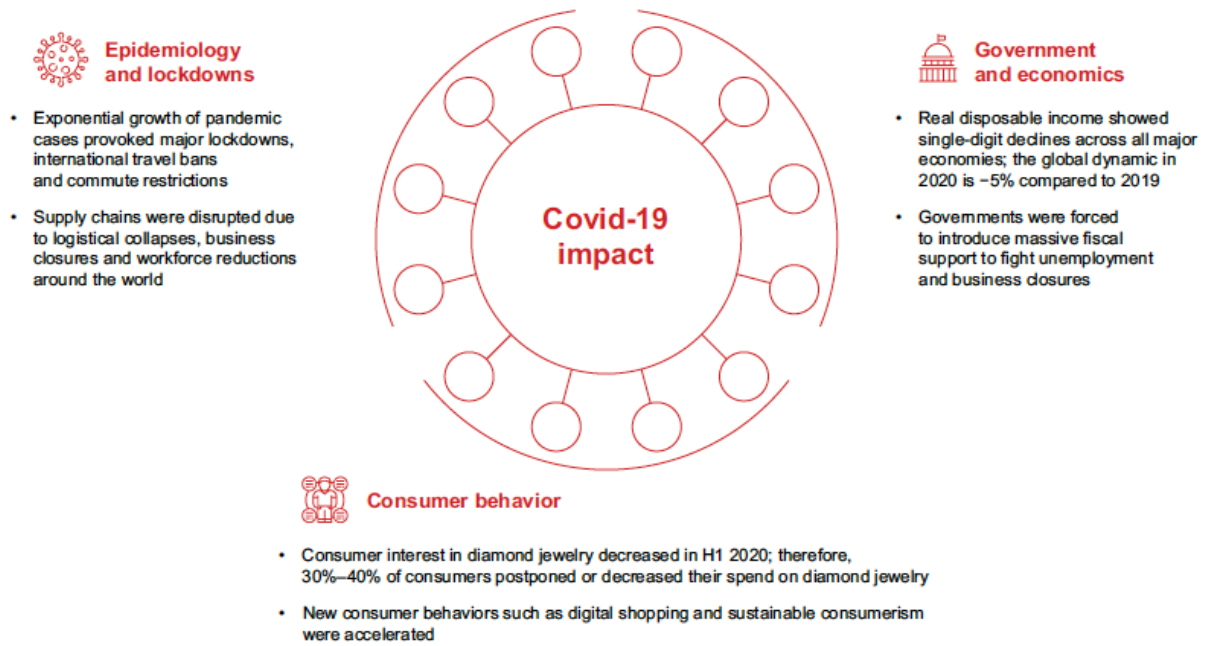 Epidemiology
and lockdowns
• Exponential growth of pandemic
cases provoked major lockdowns,
international travel bans
and commute restrictions
• Supply chains were disrupted due
to logistical collapses, business
closures and workforce reductions
around the world
Covid-19
impact
Government
and economics
• Real disposable income showed
single-digit declines across all major
economies; the global dynamic in
2020 is −5% compared to 2019
• Governments were forced
to introduce massive fiscal
support to fight unemployment
and business closures
Consumer behavior
• Consumer interest in diamond jewelry decreased in H1 2020; therefore,
30%–40% of consumers postponed or decreased their spend on diamond jewelry
• New consumer behaviors such as digital shopping and sustainable consumerism
were accelerated